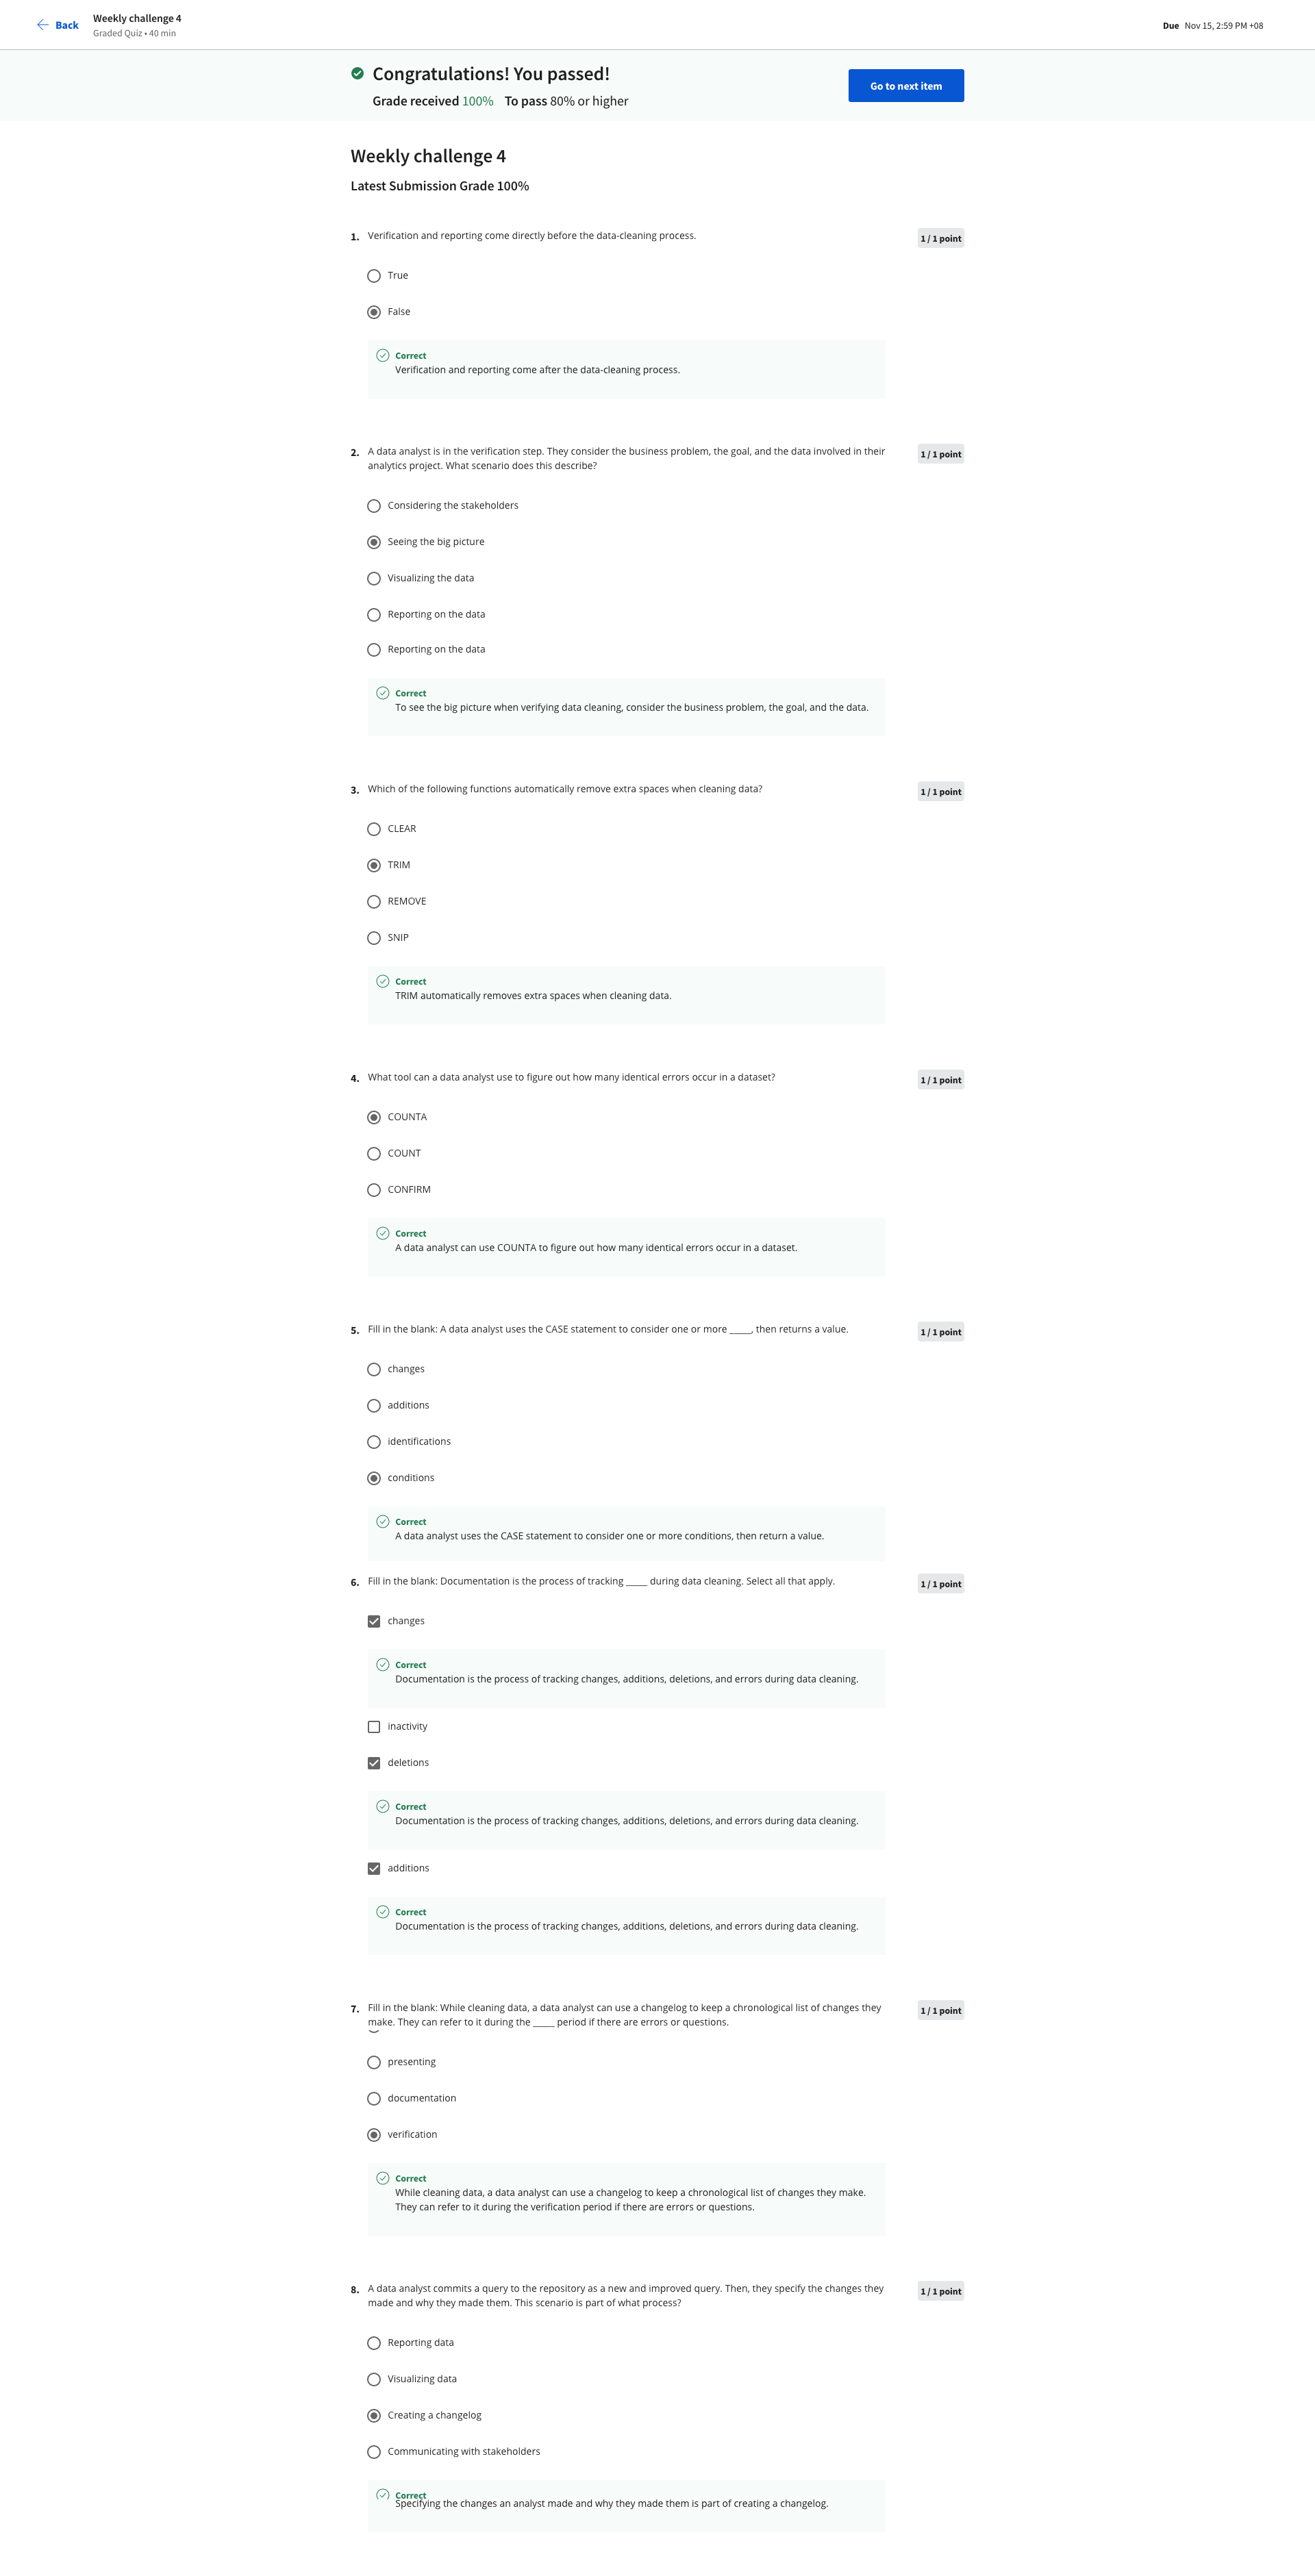 Back
Weekly challenge 4
Graded Quiz • 40 min
Due Nov 15, 2:59 PM +08
Congratulations! You passed!
Grade received 100% To pass 80% or higher
Go to next item
Weekly challenge 4
Latest Submission Grade 100%
1. Verification and reporting come directly before the data-cleaning process.
1 / 1 point
True
False
Correct
Verification and reporting come after the data-cleaning process.
2. A data analyst is in the verification step. They consider the business problem, the goal, and the data involved in their
analytics project. What scenario does this describe?
1 / 1 point
Considering the stakeholders
Seeing the big picture
Visualizing the data
Reporting on the data
Reporting on the data
Correct
To see the big picture when verifying data cleaning, consider the business problem, the goal, and the data.
3. Which of the following functions automatically remove extra spaces when cleaning data?
1 / 1 point
CLEAR
TRIM
REMOVE
SNIP
Correct
TRIM automatically removes extra spaces when cleaning data.
4. What tool can a data analyst use to figure out how many identical errors occur in a dataset?
1 / 1 point
COUNTA
COUNT
CONFIRM
Correct
A data analyst can use COUNTA to figure out how many identical errors occur in a dataset.
5. Fill in the blank: A data analyst uses the CASE statement to consider one or more _____, then returns a value.
1 / 1 point
changes
additions
identifications
conditions
Correct
A data analyst uses the CASE statement to consider one or more conditions, then return a value.
6. Fill in the blank: Documentation is the process of tracking _____ during data cleaning. Select all that apply.
1 / 1 point
changes
Correct
Documentation is the process of tracking changes, additions, deletions, and errors during data cleaning.
inactivity
deletions
Correct
Documentation is the process of tracking changes, additions, deletions, and errors during data cleaning.
additions
Correct
Documentation is the process of tracking changes, additions, deletions, and errors during data cleaning.
7. Fill in the blank: While cleaning data, a data analyst can use a changelog to keep a chronological list of changes they
make. They can refer to it during the _____ period if there are errors or questions.
1 / 1 point
presenting
documentation
verification
Correct
While cleaning data, a data analyst can use a changelog to keep a chronological list of changes they make.
They can refer to it during the verification period if there are errors or questions.
8. A data analyst commits a query to the repository as a new and improved query. Then, they specify the changes they
made and why they made them. This scenario is part of what process?
1 / 1 point
Reporting data
Visualizing data
Creating a changelog
Communicating with stakeholders
Correct
Specifying the changes an analyst made and why they made them is part of creating a changelog.